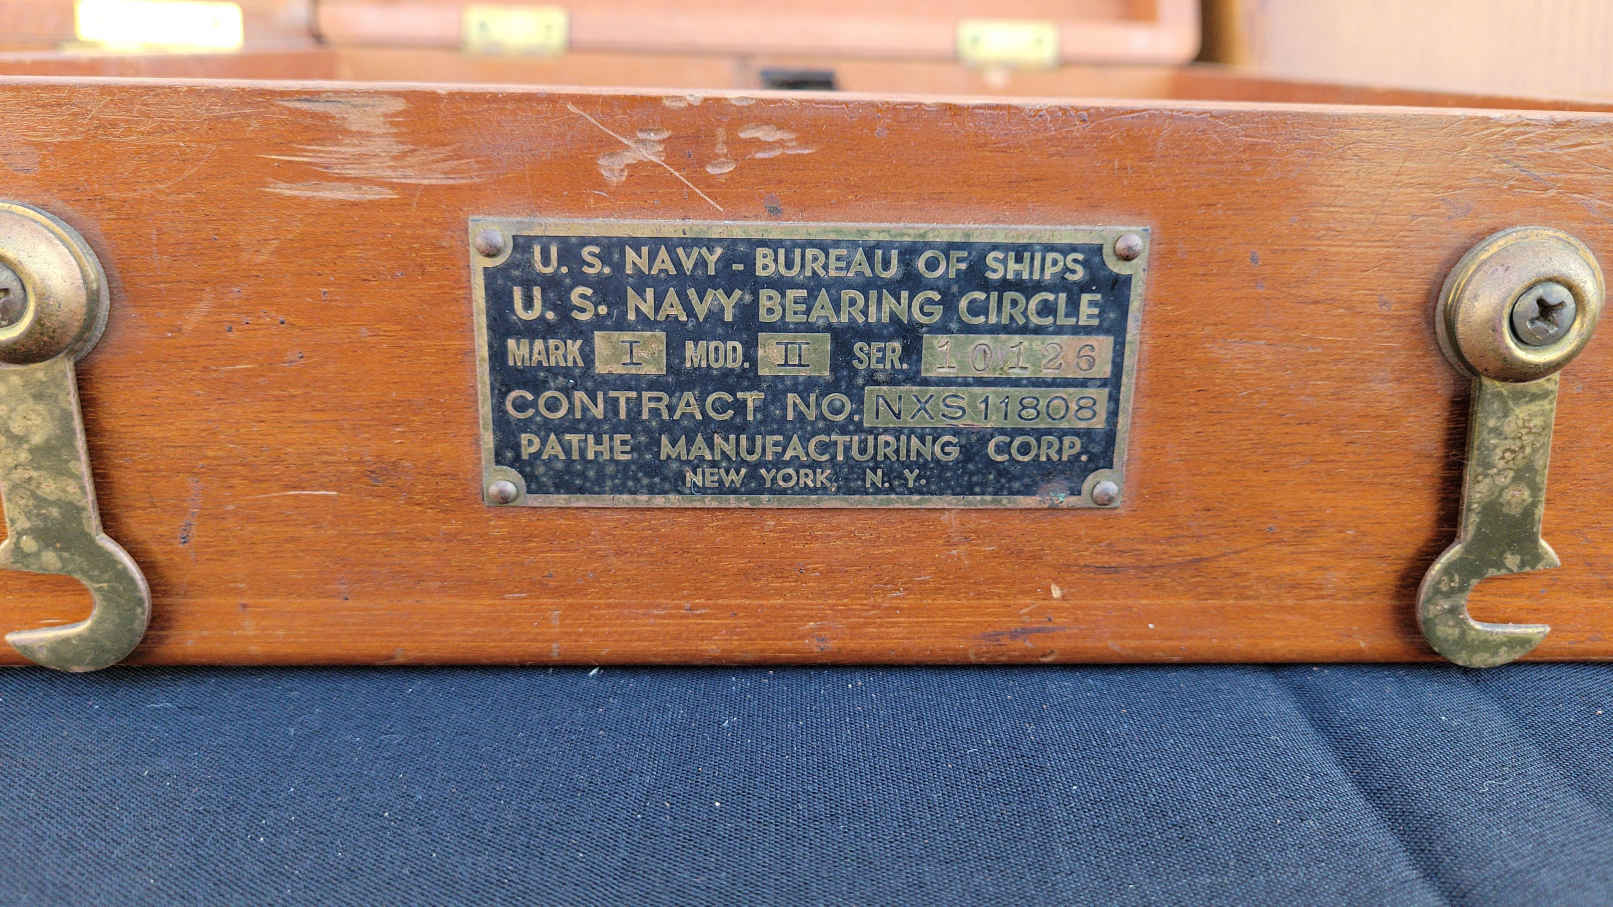 U. S. NAVY - BUREAU OF SHIPS
U. S. NAVY BEARING CIRCLE
MARK I MOD. II SER. 10126
CONTRACT NO. NXS11808
PATHE MANUFACTURING CORP.
NEW YORK, N. Y.